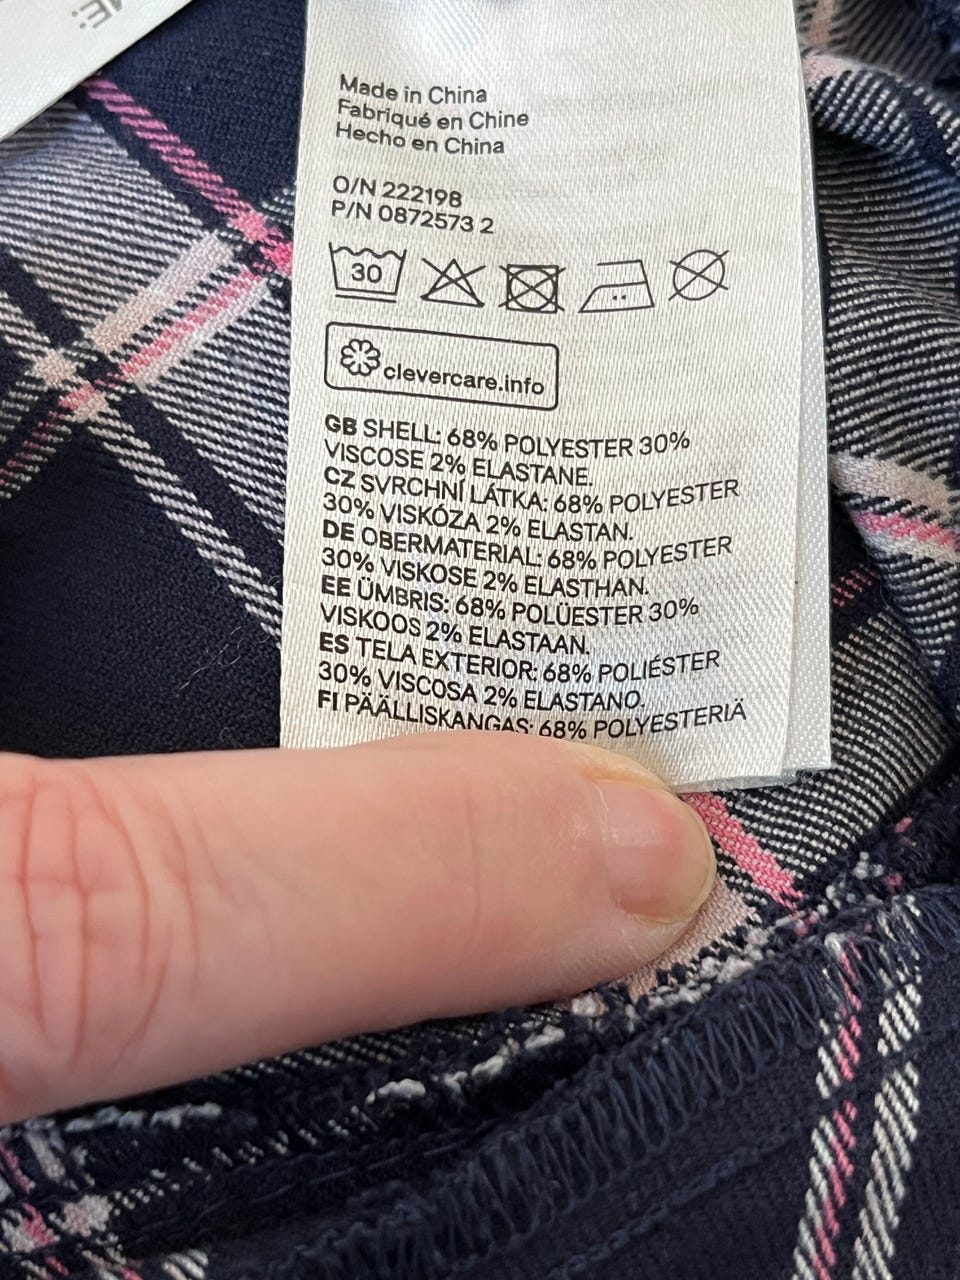 ME:
Made in China
Fabriqué en Chine
Hecho en China
O/N 222198
P/N 0872573 2
30
clevercare.info
GB SHELL: 68% POLYESTER 30%
VISCOSE 2% ELASTANE.
CZ SVRCHNÍ LÁTKA: 68% POLYESTER
30% VISKÓZA 2% ELASTAN.
DE OBERMATERIAL: 68% POLYESTER
30% VISKOSE 2% ELASTHAN.
EE ÜMBRIS: 68% POLÜESTER 30%
VISKOOS 2% ELASTAAN.
ES TELA EXTERIOR: 68% POLIÉSTER
30% VISCOSA 2% ELASTANO.
FI PÄÄLLISKANGAS: 68% POLYESTERIÄ